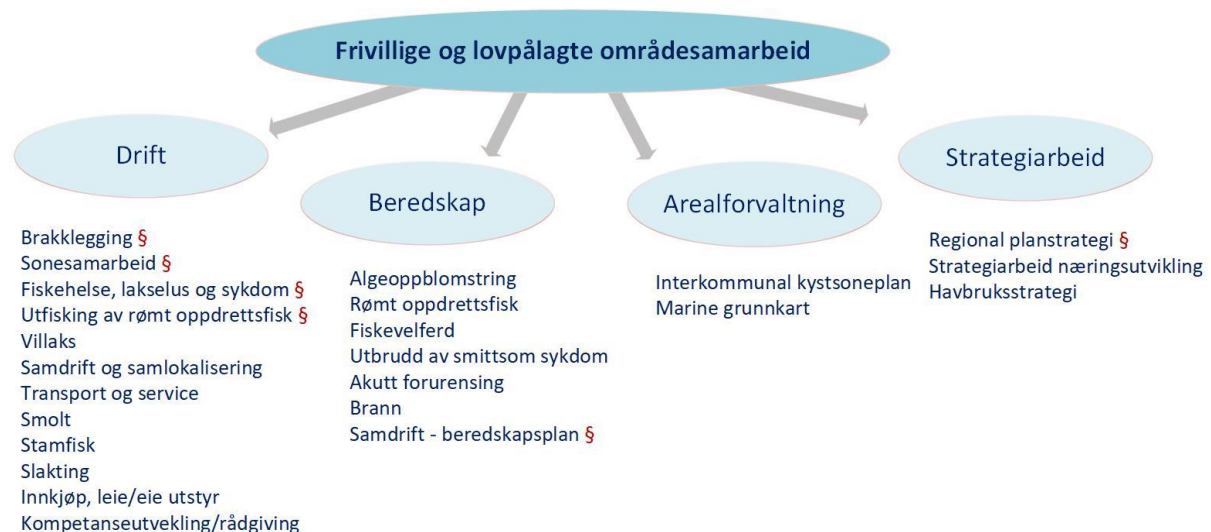 Frivillige og lovpålagte områdesamarbeid
Drift
Brakklegging §
Sonesamarbeid §
Fiskehelse, lakselus og sykdom §
Utfisking av rømt oppdrettsfisk §
Villaks
Samdrift og samlokalisering
Transport og service
Smolt
Stamfisk
Slakting
Innkjøp, leie/eie utstyr
Kompetanseutvekling/rådgiving
Beredskap
Algeoppblomstring
Rømt oppdrettsfisk
Fiskevelferd
Utbrudd av smittsom sykdom
Akutt forurensing
Brann
Samdrift - beredskapsplan §
Arealforvaltning
Interkommunal kystsoneplan
Marine grunnkart
Strategiarbeid
Regional planstrategi §
Strategiarbeid næringsutvikling
Havbruksstrategi